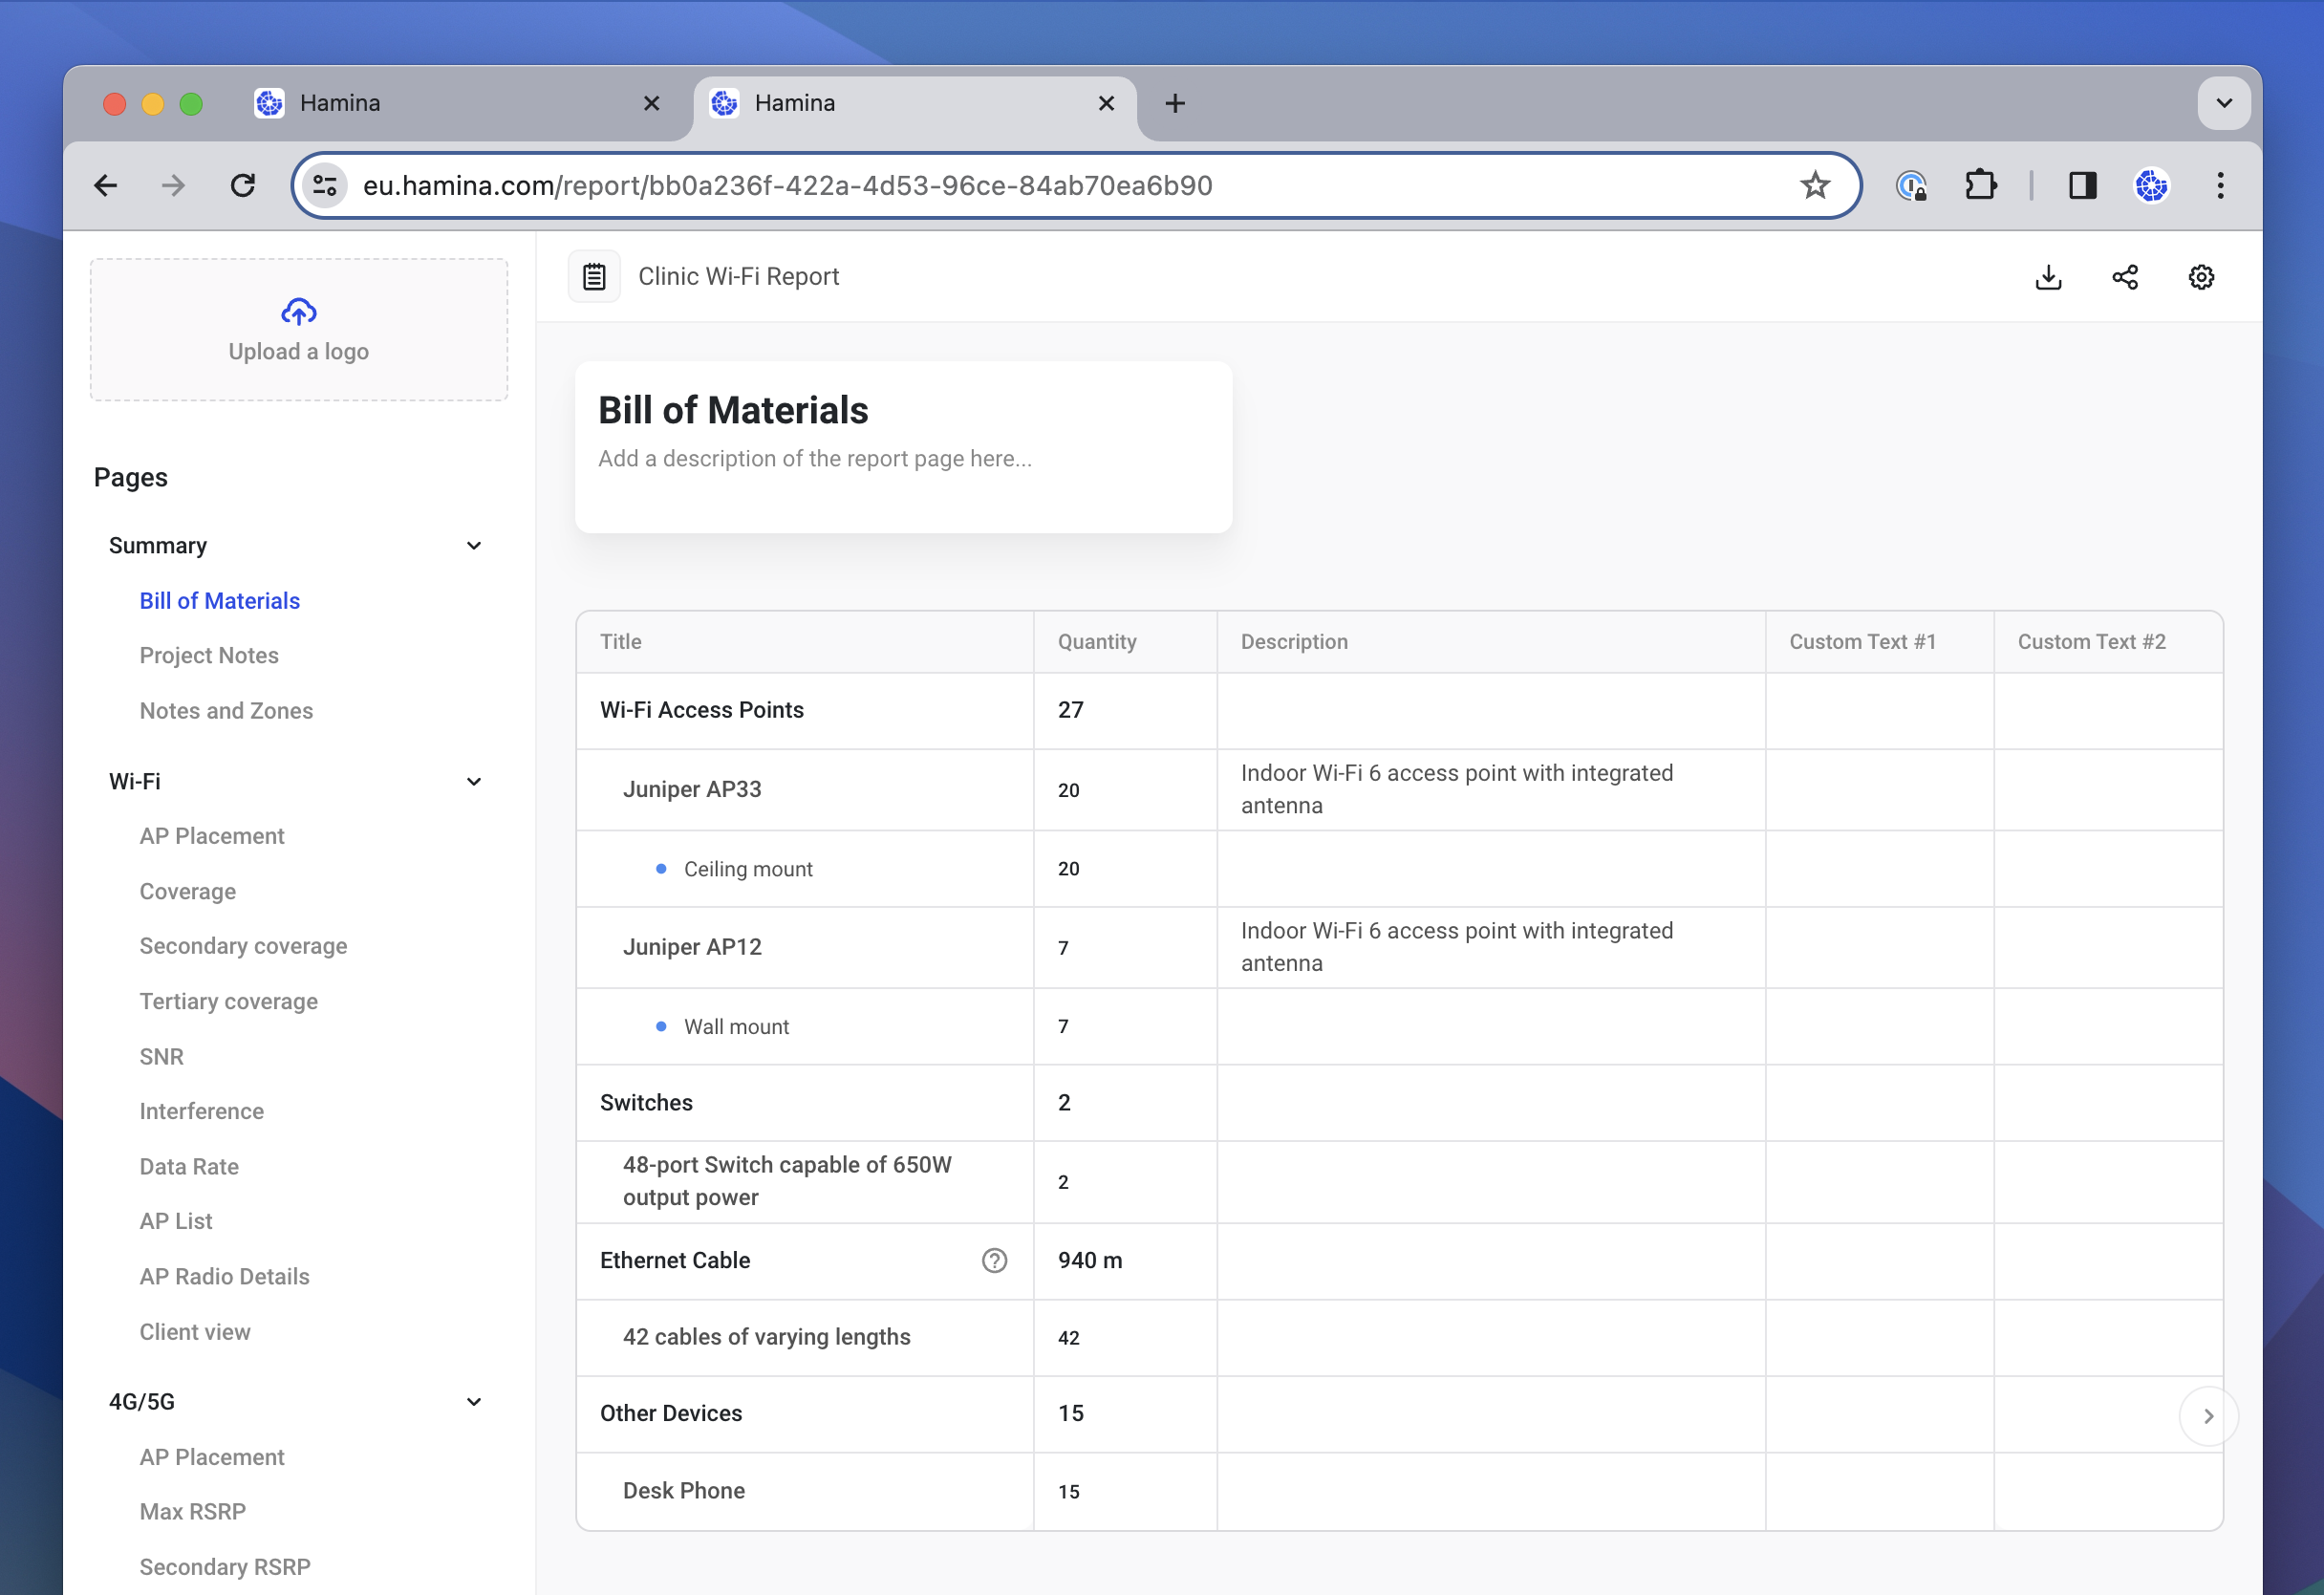 Hamina
Hamina
eu.hamina.com/report/bb0a236f-422a-4d53-96ce-84ab70ea6b90
Upload a logo
Pages
Summary
Bill of Materials
Project Notes
Notes and Zones
Wi-Fi
AP Placement
Coverage
Secondary coverage
Tertiary coverage
SNR
Interference
Data Rate
AP List
AP Radio Details
Client view
4G/5G
AP Placement
Max RSRP
Secondary RSRP
Clinic Wi-Fi Report
Bill of Materials
Add a description of the report page here...
Title Quantity Description Custom Text #1 Custom Text #2
Wi-Fi Access Points 27
Juniper AP33 20 Indoor Wi-Fi 6 access point with integrated
antenna
Ceiling mount 20
Juniper AP12 7 Indoor Wi-Fi 6 access point with integrated
antenna
Wall mount 7
Switches 2
48-port Switch capable of 650W
output power 2
Ethernet Cable 940 m
42 cables of varying lengths 42
Other Devices 15
Desk Phone 15